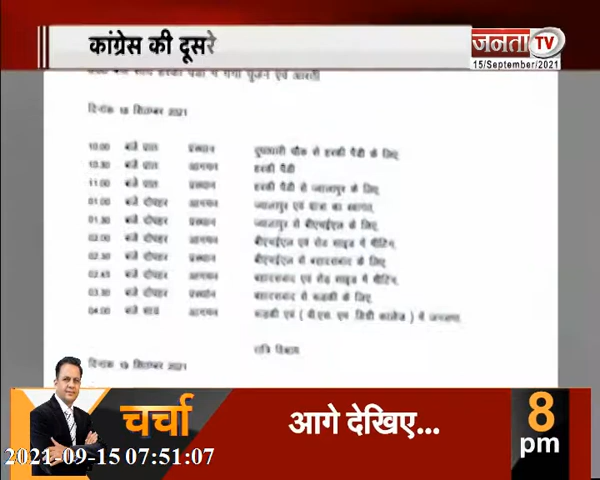 कांग्रेस की दूसरे
जनता TV
15/September/2021
दिनांक 18 सितम्बर 2021
10.00 बजे प्रातः प्रस्थान दूधाधारी चौक से हरकी पैडी के लिए
10.30 बजे प्रातः आगमन हरकी पैडी
11.00 बजे प्रातः प्रस्थान हरकी पैडी से ज्वालापुर के लिए
01.00 बजे दोपहर आगमन ज्वालापुर एवं यात्रा का स्वागत
01.30 बजे दोपहर प्रस्थान ज्वालापुर से बीएचईएल के लिए
02.00 बजे दोपहर आगमन बीएचईएल एवं रोड साइड में मीटिंग
02.30 बजे दोपहर प्रस्थान बीएचईएल से बहादराबाद के लिए
02.45 बजे दोपहर आगमन बहादराबाद एवं रोड साइड में मीटिंग
03.30 बजे दोपहर प्रस्थान बहादराबाद से रूडकी के लिए
04.00 बजे सायं आगमन रूडकी एवं ( बी.एस. एम डिग्री कालेज ) में जनसभा
रात्रि विश्राम
दिनांक 19 सितम्बर 2021
चर्चा आगे देखिए... 8 pm
2021-09-15 07:51:07